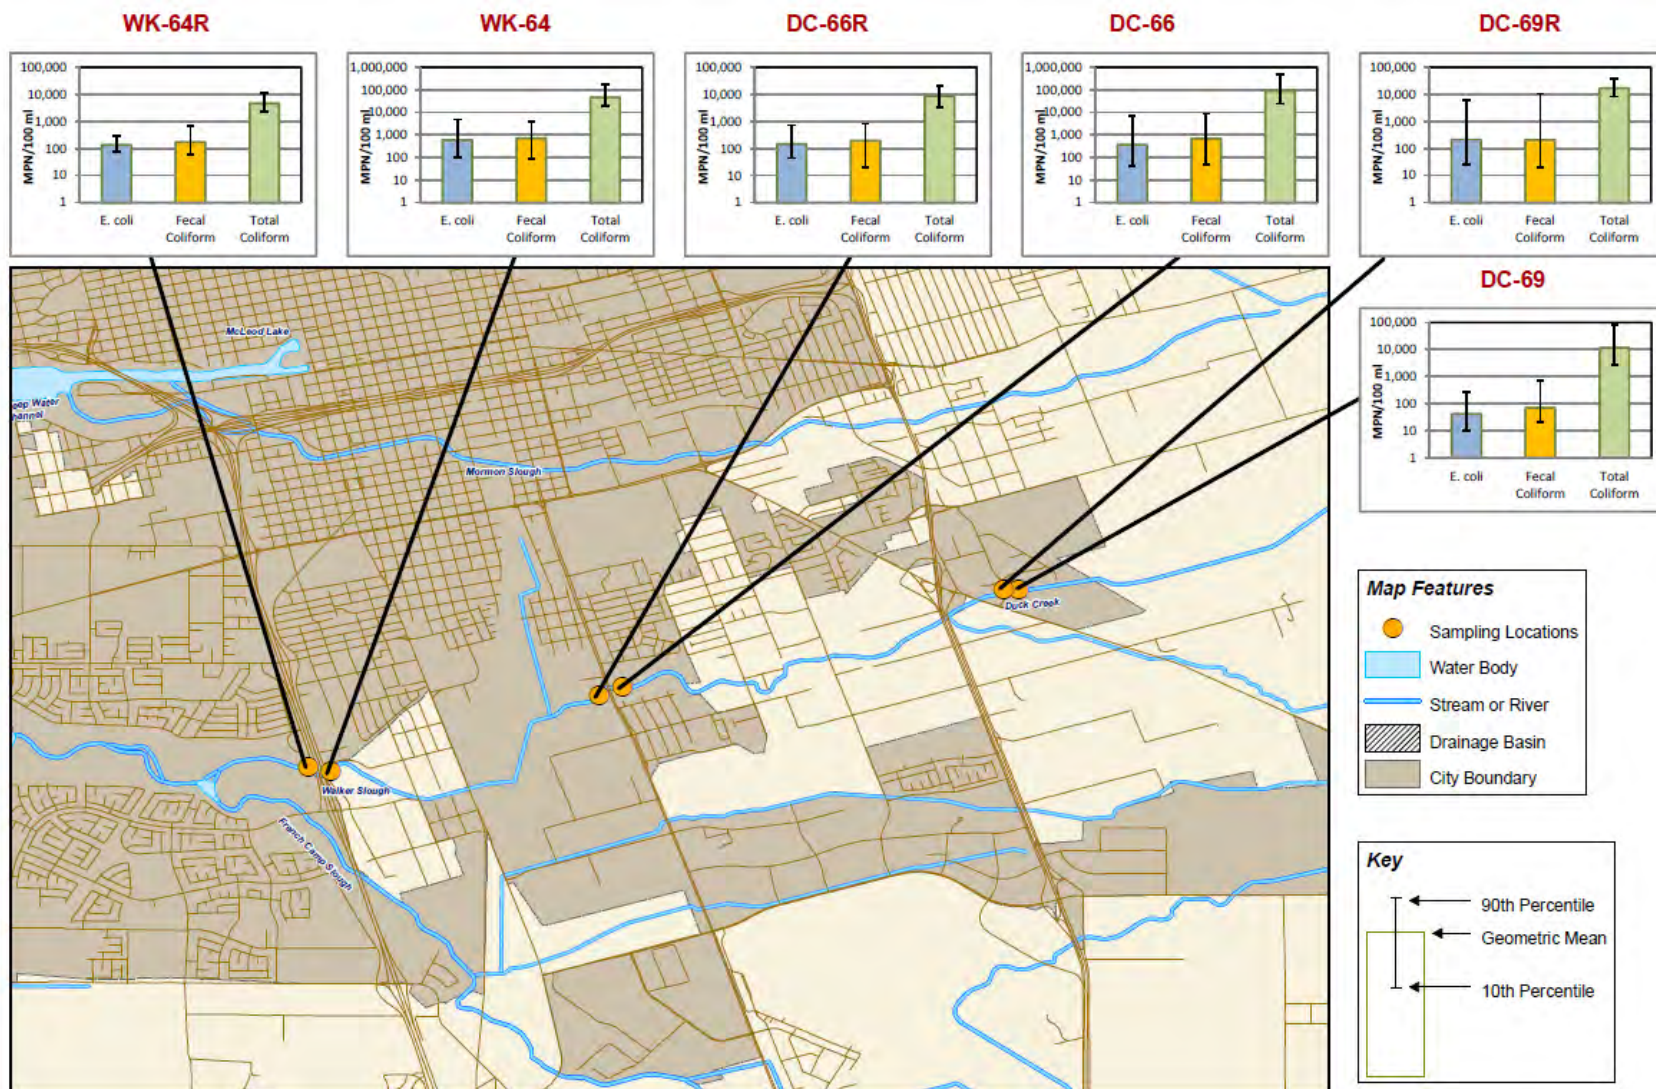 WK-64R
WK-64
DC-66R
DC-66
DC-69R
100,000
10,000
1,000
100
10
1
MPN/100 ml
E. coli
Fecal
Coliform
Total
Coliform
1,000,000
100,000
10,000
1,000
100
10
1
MPN/100 ml
E. coli
Fecal
Coliform
Total
Coliform
100,000
10,000
1,000
100
10
1
MPN/100 ml
E. coli
Fecal
Coliform
Total
Coliform
1,000,000
100,000
10,000
1,000
100
10
1
MPN/100 ml
E. coli
Fecal
Coliform
Total
Coliform
100,000
10,000
1,000
100
10
1
MPN/100 ml
E. coli
Fecal
Coliform
Total
Coliform
DC-69
100,000
10,000
1,000
100
10
1
MPN/100 ml
E. coli
Fecal
Coliform
Total
Coliform
McLeod Lake
eep Water
hannel
Mormon Slough
Duck Creek
Walker Slough
French Camp Slough
Map Features
Sampling Locations
Water Body
Stream or River
Drainage Basin
City Boundary
Key
90th Percentile
Geometric Mean
10th Percentile